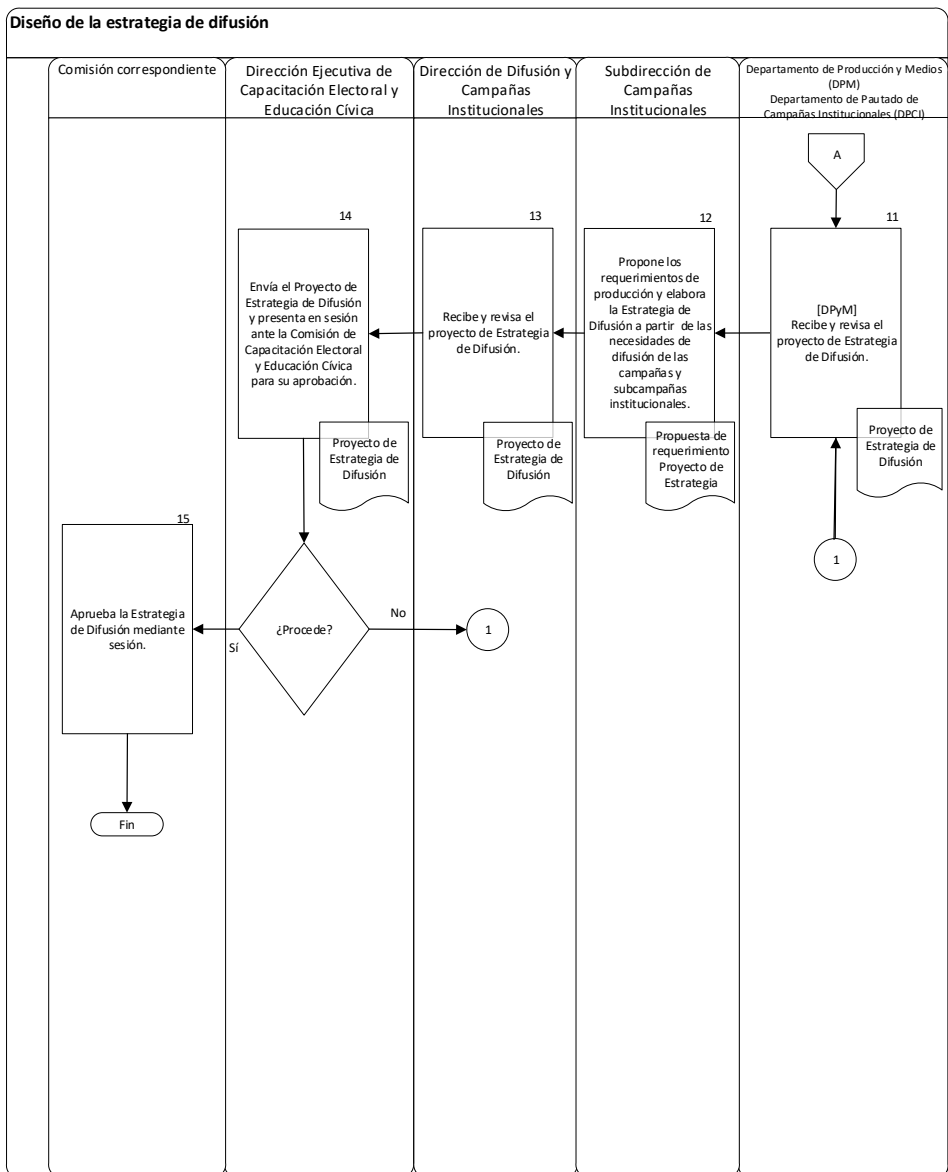 Diseño de la estrategia de difusión
Comisión correspondiente
Dirección Ejecutiva de
Capacitación Electoral y
Educación Cívica
Dirección de Difusión y
Campañas
Institucionales
Subdirección de
Campañas
Institucionales
Departamento de Producción y Medios
(DPM)
Departamento de Pautado de
Campañas Institucionales (DPCI)
A
14
13
12
11
Envía el Proyecto de
Estrategia de Difusión
y presenta en sesión
ante la Comisión de
Capacitación Electoral
y Educación Cívica
para su aprobación.
Recibe y revisa el
proyecto de Estrategia
de Difusión.
Propone los
requerimientos de
producción y elabora
la Estrategia de
Difusión a partir de las
necesidades de
difusión de las
campañas y
subcampañas
institucionales.
[DPyM]
Recibe y revisa el
proyecto de Estrategia
de Difusión.
Proyecto de
Estrategia de
Difusión
Proyecto de
Estrategia de
Difusión
Propuesta de
requerimiento
Proyecto de
Estrategia
Proyecto de
Estrategia de
Difusión
15
Aprueba la Estrategia
de Difusión mediante
sesión.
Sí
¿Procede?
No
1
1
Fin